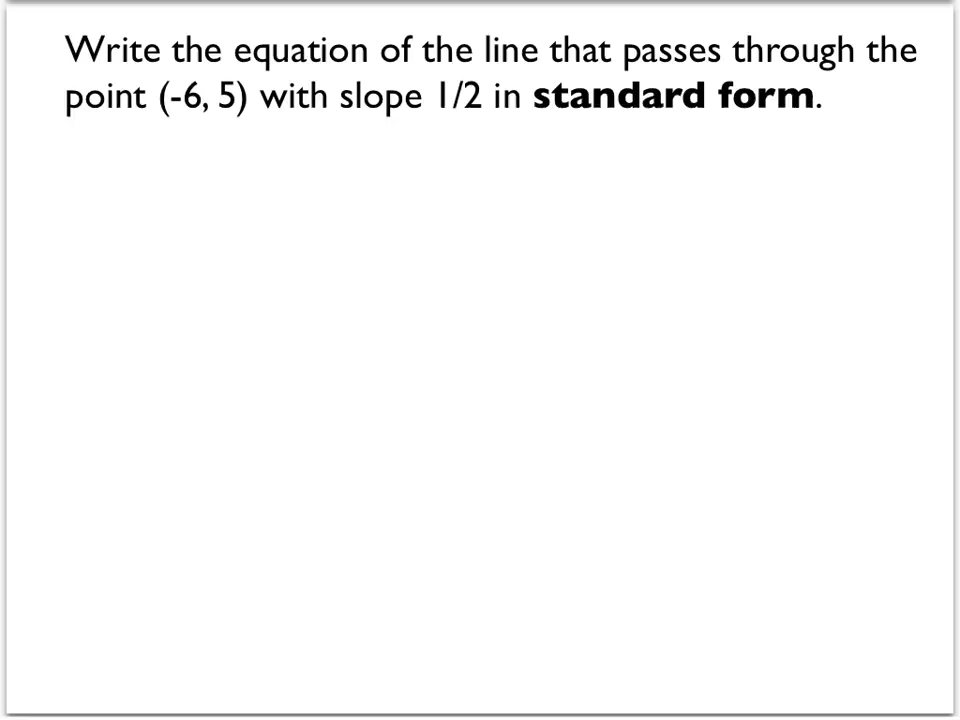 Write the equation of the line that passes through the
point (-6, 5) with slope 1/2 in standard form.